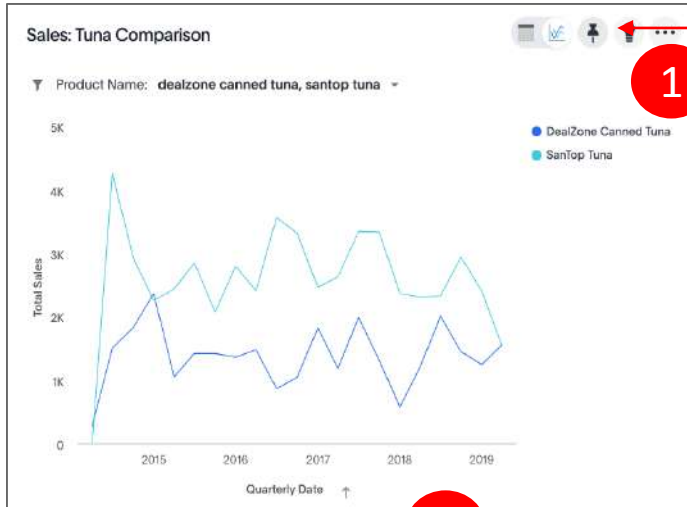 Sales: Tuna Comparison
1
Product Name: dealzone canned tuna, santop tuna
5K
DealZone Canned Tuna
SanTop Tuna
4K
3K
Total Sales
2K
1K
0
2015 2016 2017 2018 2019
Quarterly Date ↑